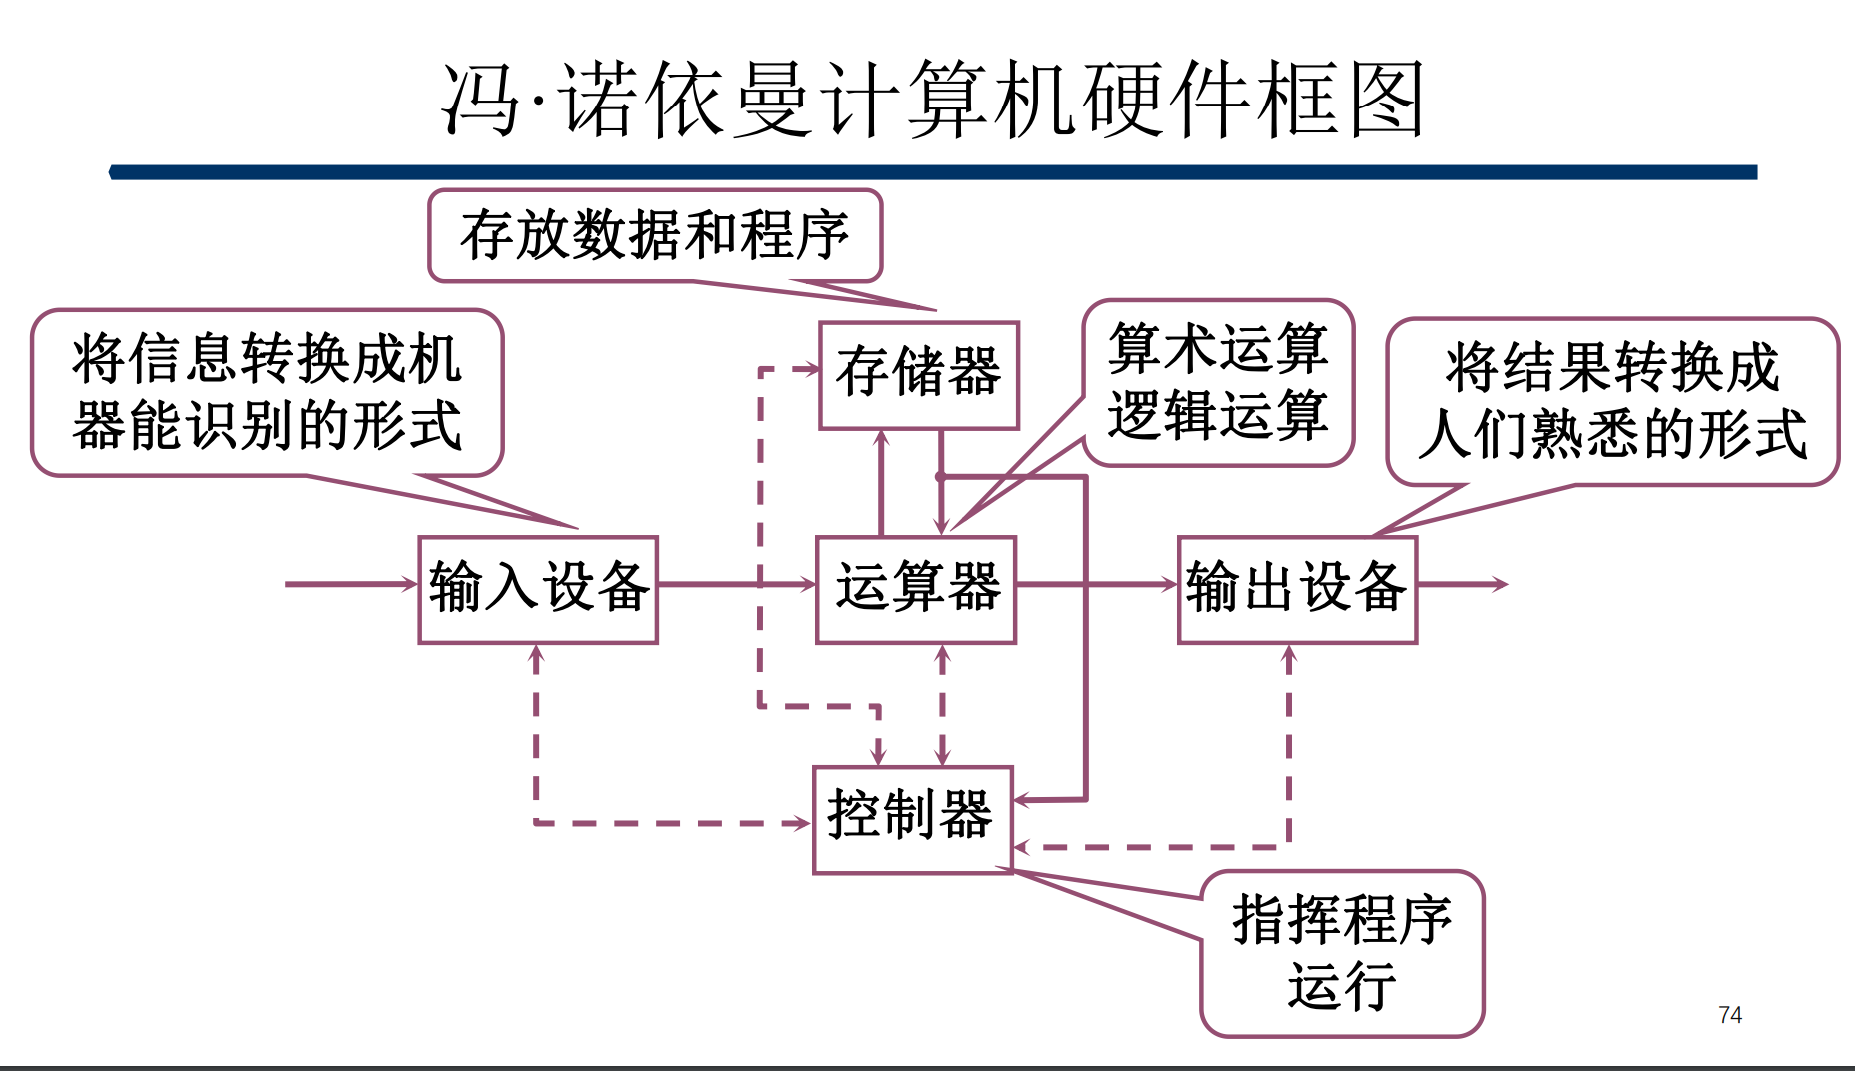 冯·诺依曼计算机硬件框图
存放数据和程序
将信息转换成机
器能识别的形式
存储器
算术运算
逻辑运算
将结果转换成
人们熟悉的形式
输入设备
运算器
输出设备
控制器
指挥程序
运行
74